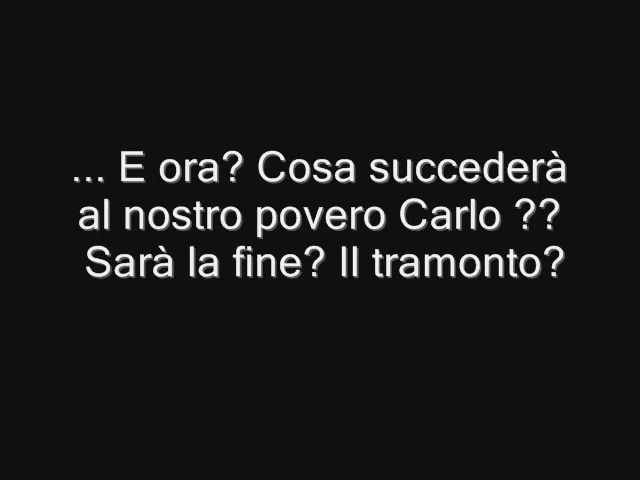 ... E ora? Cosa succederà
al nostro povero Carlo ??
Sarà la fine? Il tramonto?